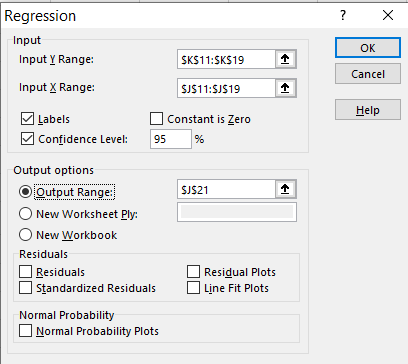 Regression ? ×
Input
Input Y Range: $K$11:$K$19
Input X Range: $J$11:$J$19
Labels Constant is Zero
Confidence Level: 95 %
OK
Cancel
Help
Output options
Output Range: $J$21
New Worksheet Ply:
New Workbook
Residuals
Residuals Residual Plots
Standardized Residuals Line Fit Plots
Normal Probability
Normal Probability Plots